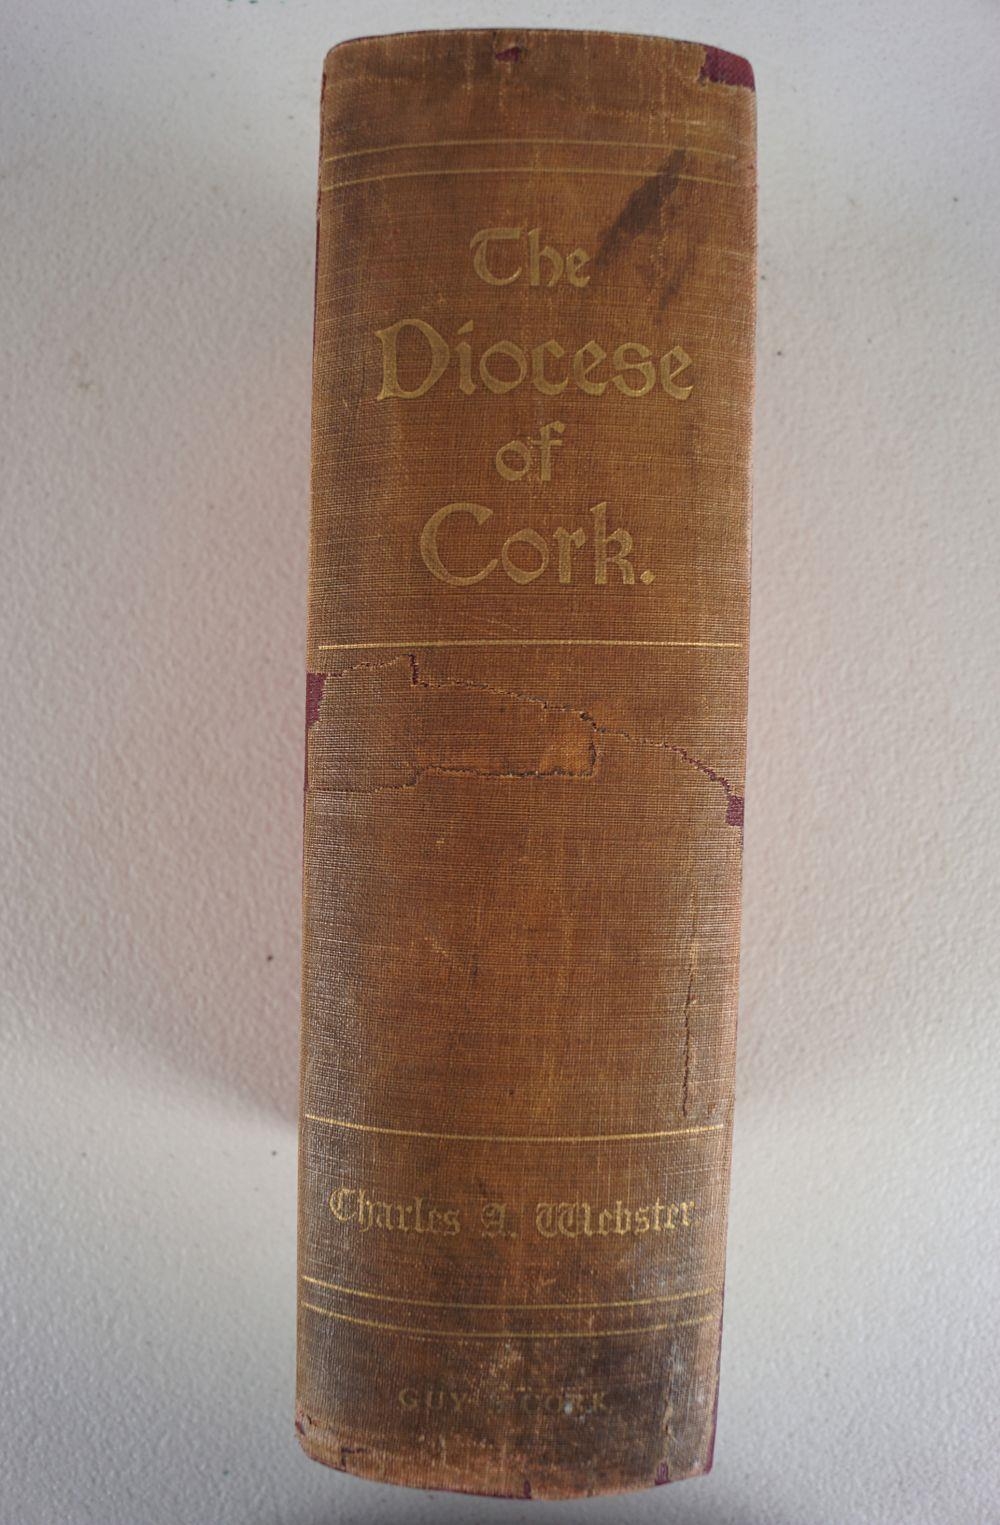 The
Diocese
of
Cork.
Charles A. Webster.
GUY CORK